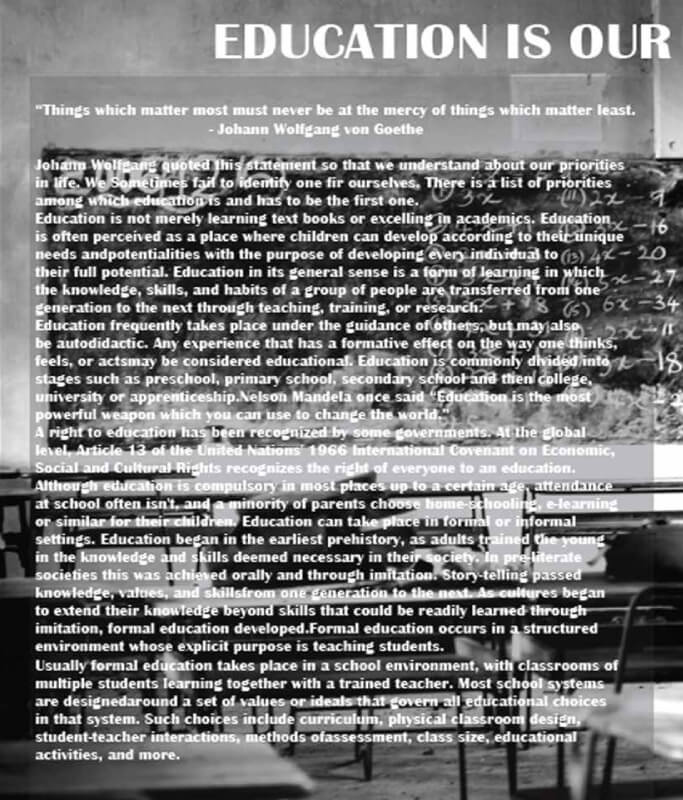 EDUCATION IS OUR
“Things which matter most must never be at the mercy of things which matter least.
- Johann Wolfgang von Goethe
Johann Wolfgang quoted this statement so that we understand about our priorities
in life. We Sometimes fail to identify one fir ourselves. There is a list of priorities
among which education is and has to be the first one.
Education is not merely learning text books or excelling in academics. Education
is often perceived as a place where children can develop according to their unique
needs andpotentialities with the purpose of developing every individual to
their full potential. Education in its general sense is a form of learning in which
the knowledge, skills, and habits of a group of people are transferred from one
generation to the next through teaching, training, or research.
Education frequently takes place under the guidance of others, but may also
be autodidactic. Any experience that has a formative effect on the way one thinks,
feels, or actsmay be considered educational. Education is commonly divided into
stages such as preschool, primary school, secondary school and then college,
university or apprenticeship.Nelson Mandela once said “Education is the most
powerful weapon which you can use to change the world.”
A right to education has been recognized by some governments. At the global
level, Article 13 of the United Nations' 1966 International Covenant on Economic,
Social and Cultural Rights recognizes the right of everyone to an education.
Although education is compulsory in most places up to a certain age, attendance
at school often isn't, and a minority of parents choose home-schooling, e-learning
or similar for their children. Education can take place in formal or informal
settings. Education began in the earliest prehistory, as adults trained the young
in the knowledge and skills deemed necessary in their society. In pre-literate
societies this was achieved orally and through imitation. Story-telling passed
knowledge, values, and skillsfrom one generation to the next. As cultures began
to extend their knowledge beyond skills that could be readily learned through
imitation, formal education developed.Formal education occurs in a structured
environment whose explicit purpose is teaching students.
Usually formal education takes place in a school environment, with classrooms of
multiple students learning together with a trained teacher. Most school systems
are designedaround a set of values or ideals that govern all educational choices
in that system. Such choices include curriculum, physical classroom design,
student-teacher interactions, methods ofassessment, class size, educational
activities, and more.